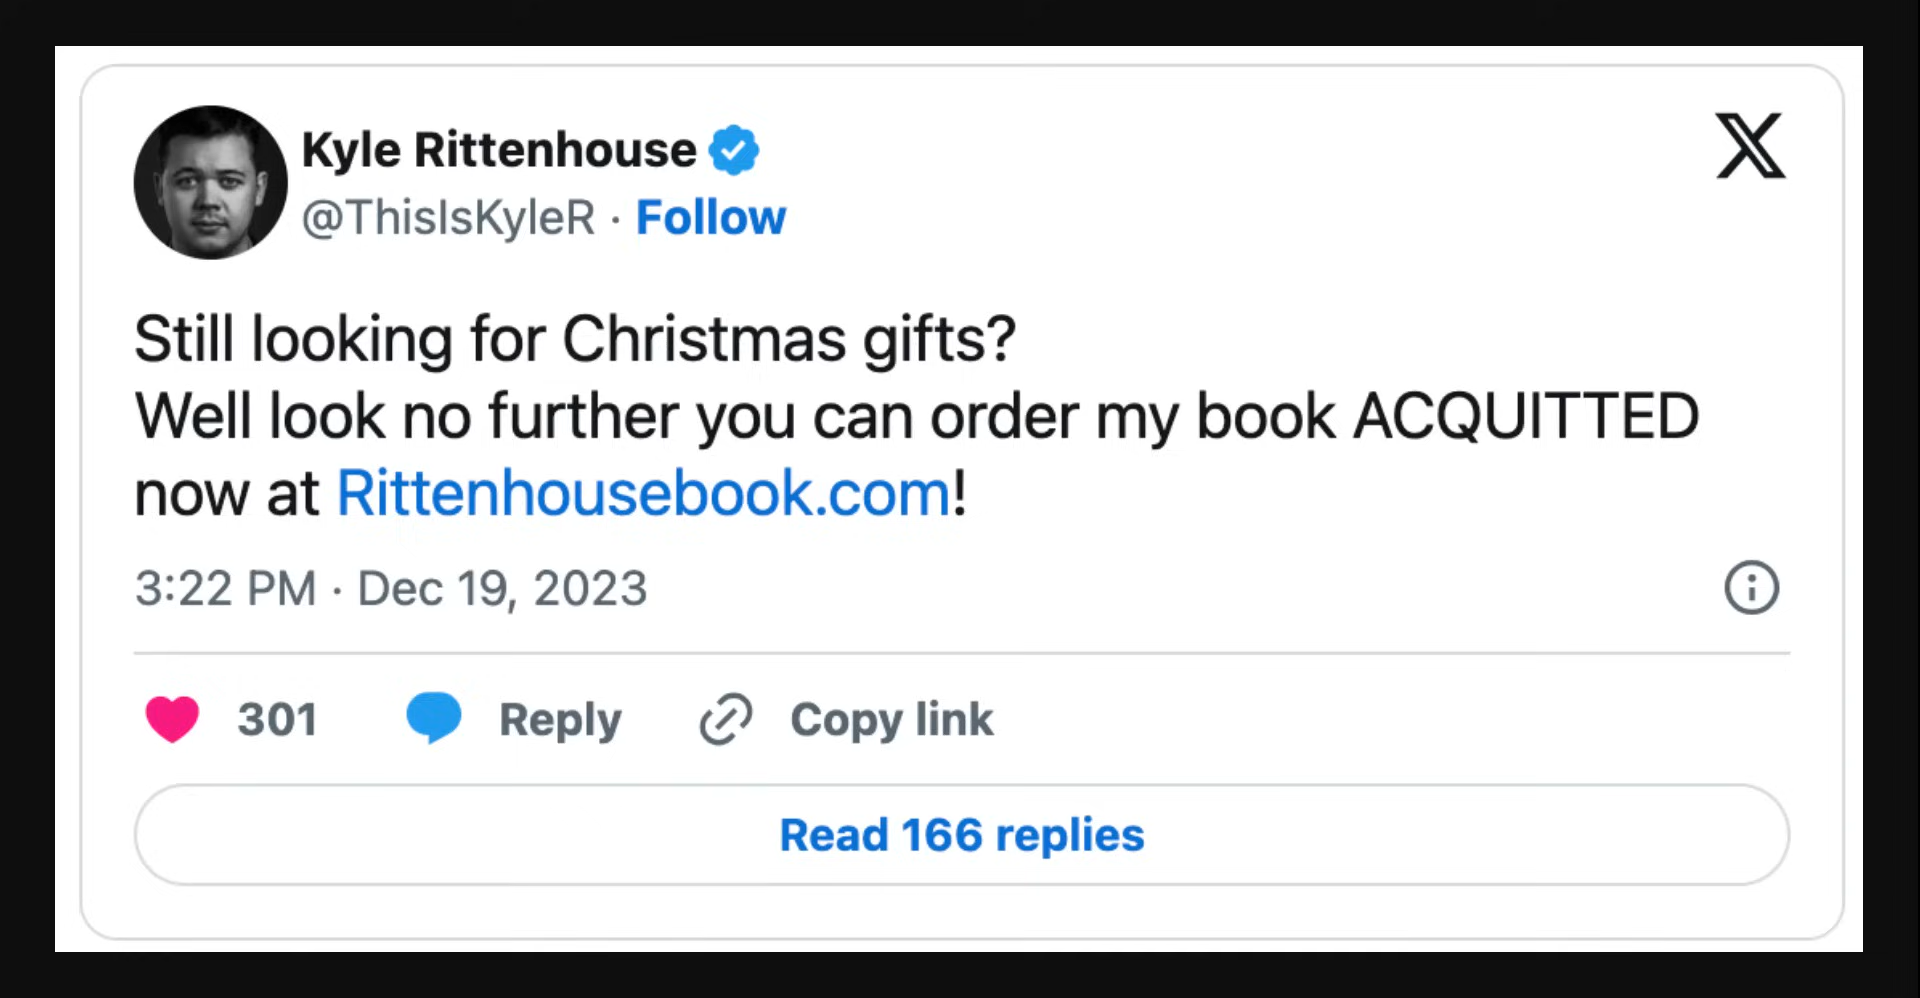 Kyle Rittenhouse
@ThisIsKyleR · Follow
Still looking for Christmas gifts?
Well look no further you can order my book ACQUITTED
now at Rittenhousebook.com!
3:22 PM · Dec 19, 2023
301 Reply Copy link
Read 166 replies